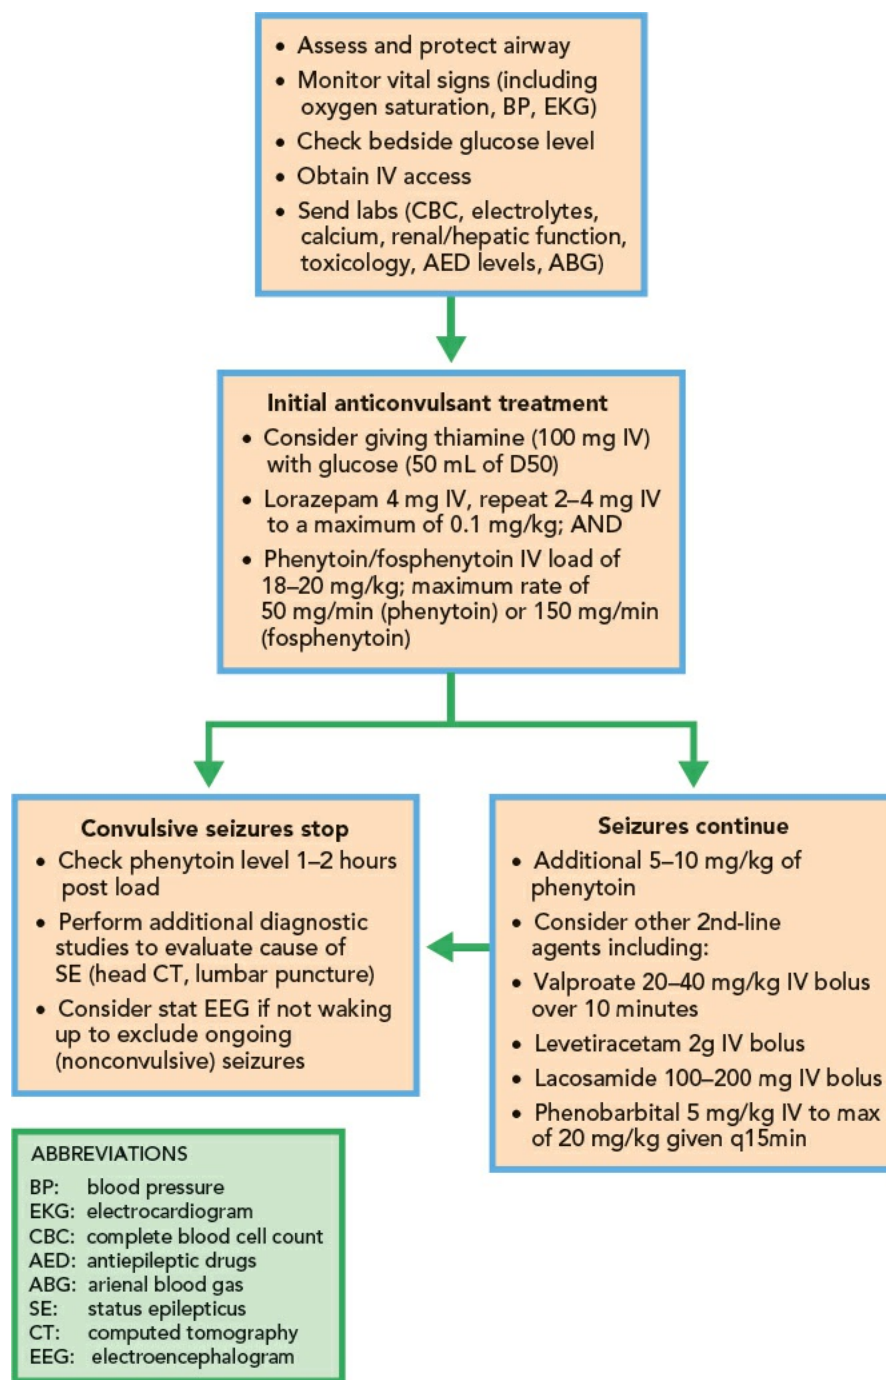 • Assess and protect airway
• Monitor vital signs (including
oxygen saturation, BP, EKG)
• Check bedside glucose level
• Obtain IV access
• Send labs (CBC, electrolytes,
calcium, renal/hepatic function,
toxicology, AED levels, ABG)
Initial anticonvulsant treatment
• Consider giving thiamine (100 mg IV)
with glucose (50 mL of D50)
• Lorazepam 4 mg IV, repeat 2–4 mg IV
to a maximum of 0.1 mg/kg; AND
• Phenytoin/fosphenytoin IV load of
18–20 mg/kg; maximum rate of
50 mg/min (phenytoin) or 150 mg/min
(fosphenytoin)
Convulsive seizures stop
• Check phenytoin level 1–2 hours
post load
• Perform additional diagnostic
studies to evaluate cause of
SE (head CT, lumbar puncture)
• Consider stat EEG if not waking
up to exclude ongoing
(nonconvulsive) seizures
Seizures continue
• Additional 5–10 mg/kg of
phenytoin
• Consider other 2nd-line
agents including:
• Valproate 20–40 mg/kg IV bolus
over 10 minutes
• Levetiracetam 2g IV bolus
• Lacosamide 100–200 mg IV bolus
• Phenobarbital 5 mg/kg IV to max
of 20 mg/kg given q15min
ABBREVIATIONS
BP: blood pressure
EKG: electrocardiogram
CBC: complete blood cell count
AED: antiepileptic drugs
ABG: arienal blood gas
SE: status epilepticus
CT: computed tomography
EEG: electroencephalogram